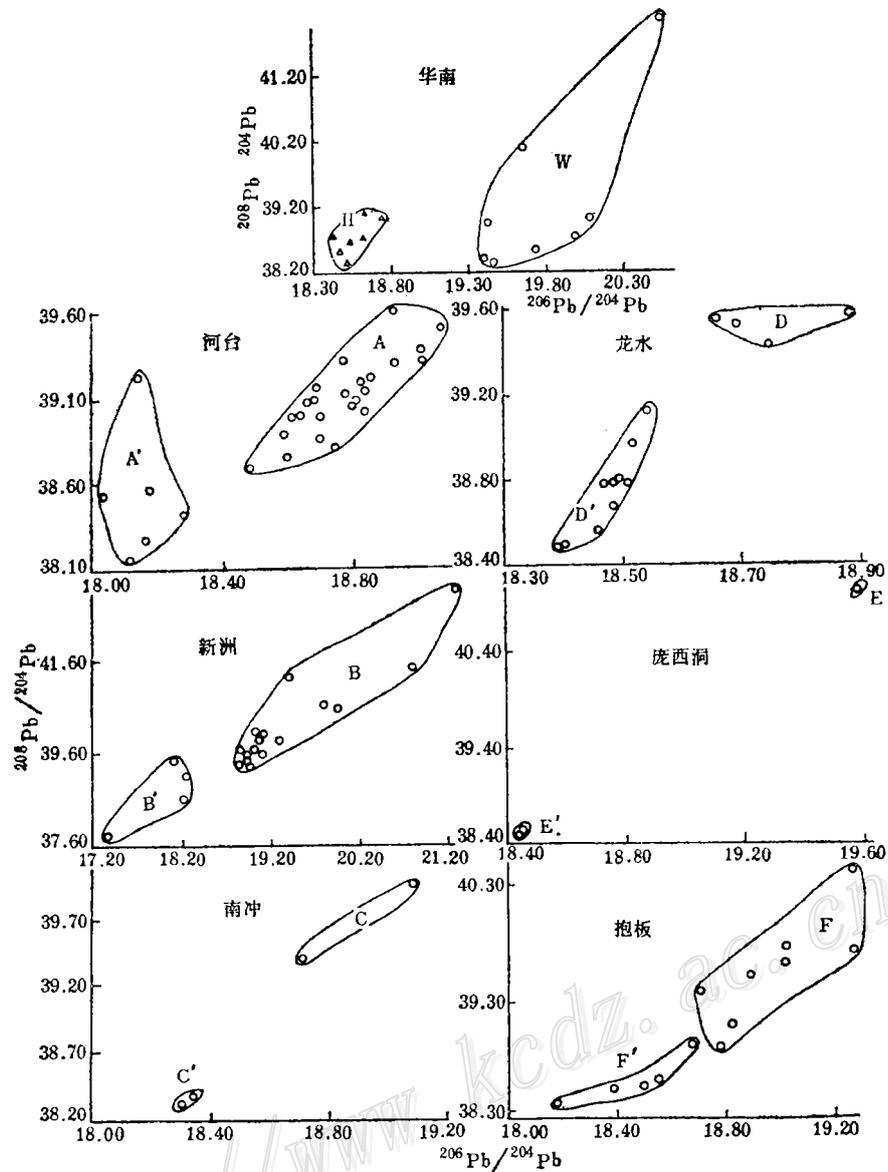 华南
41.20
40.20
39.20
38.20
²⁰⁸Pb ²⁰⁴Pb
W
H
18.30 18.80 19.30 19.80 20.30
²⁰⁶Pb/²⁰⁴Pb
河台
39.60
39.10
38.60
38.10
A
A'
18.00 18.40 18.80
龙水
39.60
39.20
38.80
38.40
D
D'
18.30 18.50 18.70 18.90
新洲
41.60
39.60
37.60
²⁰⁸Pb/²⁰⁴Pb
B
B'
17.20 18.20 19.20 20.20 21.20
庞西洞
40.40
39.40
38.40
E
E'
18.40 18.80 19.20 19.60
南冲
39.70
39.20
38.70
38.20
C
C'
18.00 18.40 18.80 19.20
抱板
40.30
39.30
38.30
F
F'
18.00 18.40 18.80 19.20
²⁰⁶Pb/²⁰⁴Pb
//www.kcdz.ac.cn